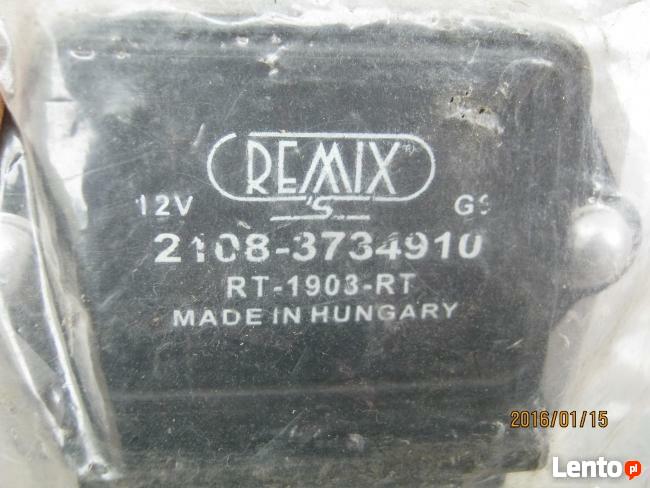 REMIX
'S
12V
2108-3734910
RT-1903-RT
MADE IN HUNGARY
2016/01/15
Lento.pl